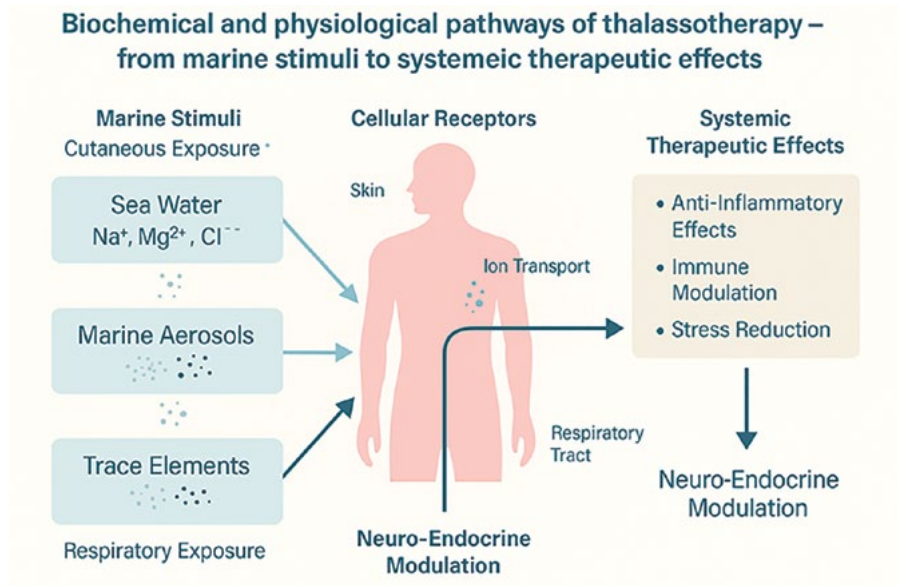 Biochemical and physiological pathways of thalassotherapy –
from marine stimuli to systemeic therapeutic effects
Marine Stimuli
Cutaneous Exposure
Sea Water
Na⁺, Mg²⁺, Cl⁻⁻
Marine Aerosols
Trace Elements
Respiratory Exposure
Cellular Receptors
Skin
Ion Transport
Respiratory
Tract
Neuro-Endocrine
Modulation
Systemic
Therapeutic Effects
• Anti-Inflammatory
Effects
• Immune
Modulation
• Stress Reduction
Neuro-Endocrine
Modulation